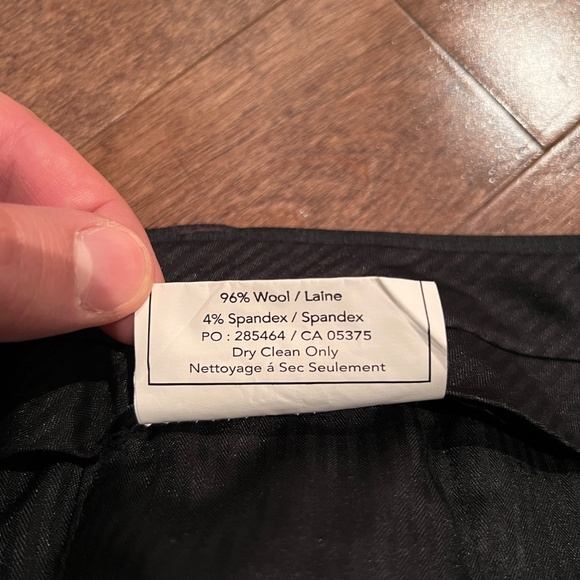 96% Wool / Laine
4% Spandex / Spandex
PO : 285464 / CA 05375
Dry Clean Only
Nettoyage á Sec Seulement